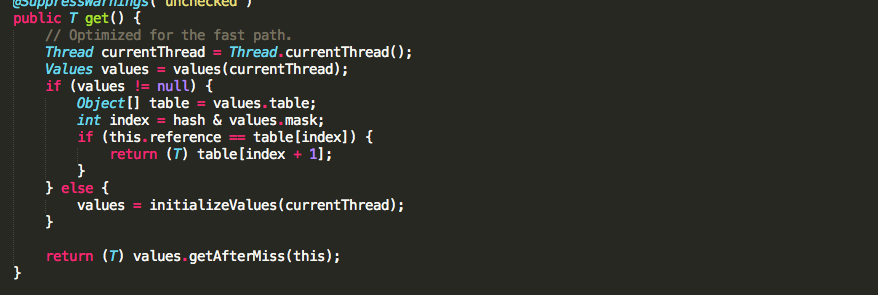 @SuppressWarnings("unchecked")
public T get() {
// Optimized for the fast path.
Thread currentThread = Thread.currentThread();
Values values = values(currentThread);
if (values != null) {
Object[] table = values.table;
int index = hash & values.mask;
if (this.reference == table[index]) {
return (T) table[index + 1];
}
} else {
values = initializeValues(currentThread);
}
return (T) values.getAfterMiss(this);
}